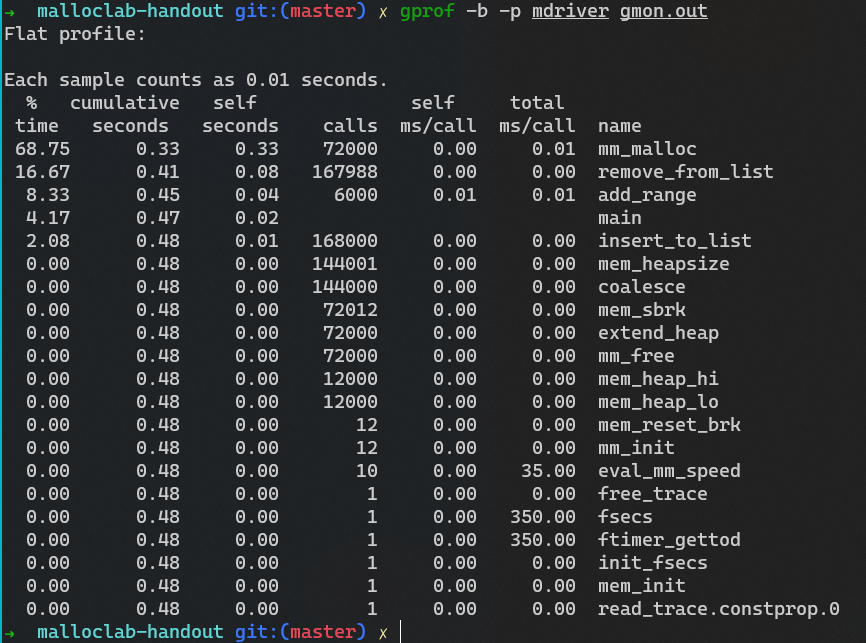 → malloclab-handout git:(master) ✗ gprof -b -p mdriver gmon.out
Flat profile:
Each sample counts as 0.01 seconds.
% cumulative self self total
time seconds seconds calls ms/call ms/call name
68.75 0.33 0.33 72000 0.00 0.01 mm_malloc
16.67 0.41 0.08 167988 0.00 0.00 remove_from_list
8.33 0.45 0.04 6000 0.01 0.01 add_range
4.17 0.47 0.02 main
2.08 0.48 0.01 168000 0.00 0.00 insert_to_list
0.00 0.48 0.00 144001 0.00 0.00 mem_heapsize
0.00 0.48 0.00 144000 0.00 0.00 coalesce
0.00 0.48 0.00 72012 0.00 0.00 mem_sbrk
0.00 0.48 0.00 72000 0.00 0.00 extend_heap
0.00 0.48 0.00 72000 0.00 0.00 mm_free
0.00 0.48 0.00 12000 0.00 0.00 mem_heap_hi
0.00 0.48 0.00 12000 0.00 0.00 mem_heap_lo
0.00 0.48 0.00 12 0.00 0.00 mem_reset_brk
0.00 0.48 0.00 12 0.00 0.00 mm_init
0.00 0.48 0.00 10 0.00 35.00 eval_mm_speed
0.00 0.48 0.00 1 0.00 0.00 free_trace
0.00 0.48 0.00 1 0.00 350.00 fsecs
0.00 0.48 0.00 1 0.00 350.00 ftimer_gettod
0.00 0.48 0.00 1 0.00 0.00 init_fsecs
0.00 0.48 0.00 1 0.00 0.00 mem_init
0.00 0.48 0.00 1 0.00 0.00 read_trace.constprop.0
→ malloclab-handout git:(master) ✗